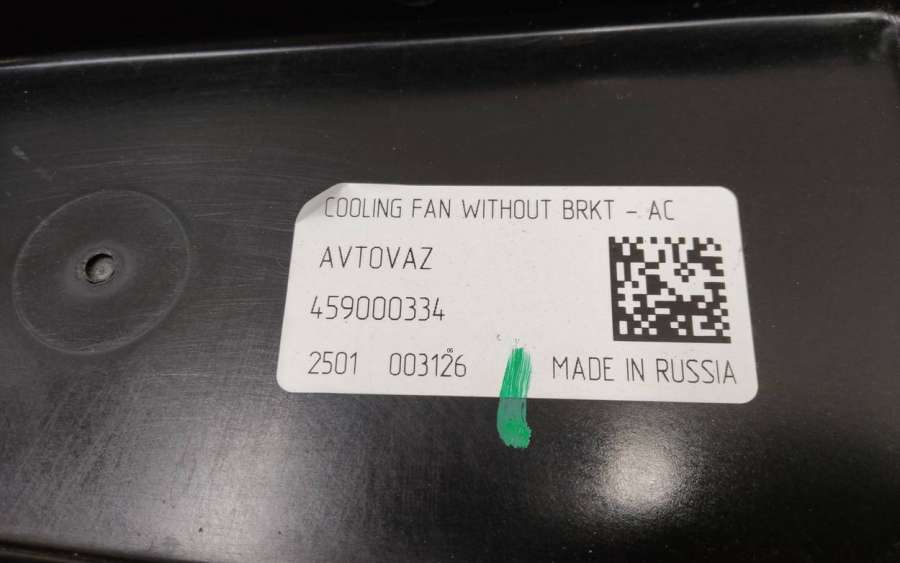 COOLING FAN WITHOUT BRKT - AC
AVTOVAZ
459000334
2501 003126
MADE IN RUSSIA